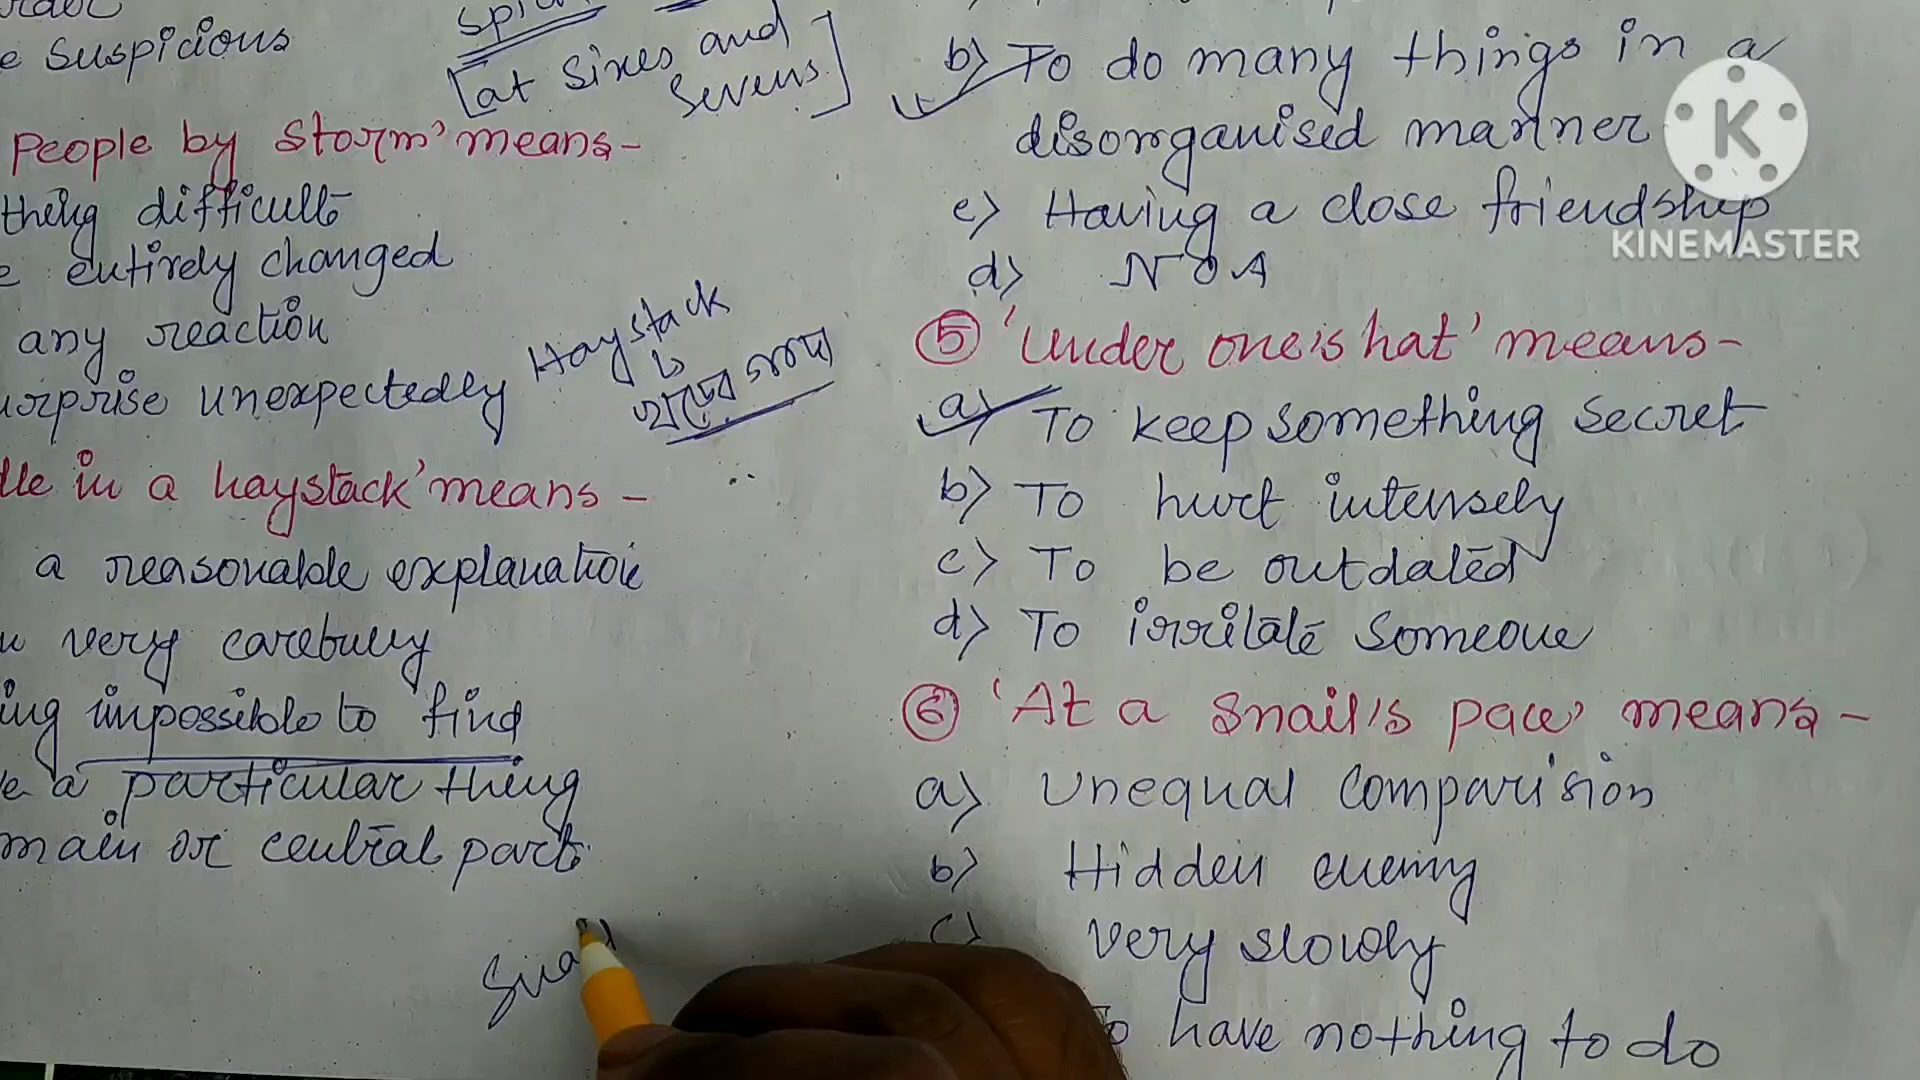 e suspicious
[at sixes and
sevens]
People by storm' means-
thing difficult
e entirely changed
any reaction
urprise unexpectedly
Haystack
dle in a haystack' means -
a reasonable explanation
very carefully
ing impossible to find
e a particular thing
main or central part
b) To do many things in a
disorganised manner
c) Having a close friendship
d) NOA
KINEMASTER
⑤ 'Under one's hat' means-
a) To keep something secret
b) To hurt intensely
c) To be outdated
d) To irritate someone
⑥ 'At a snail's pace' means-
a) Unequal comparision
b) Hidden enemy
c) Very slowly
To have nothing to do